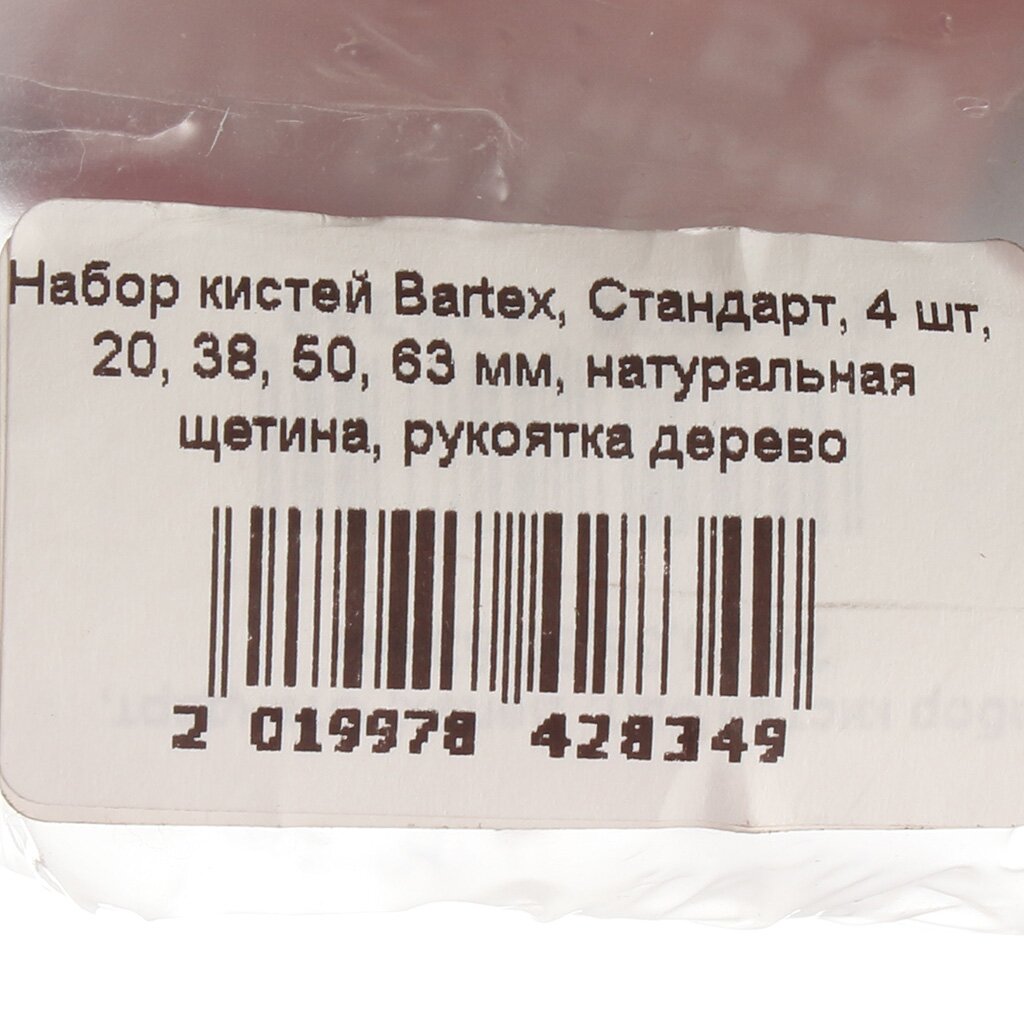 Набор кистей Bartex, Стандарт, 4 шт,
20, 38, 50, 63 мм, натуральная
щетина, рукоятка дерево
2 019978 428349